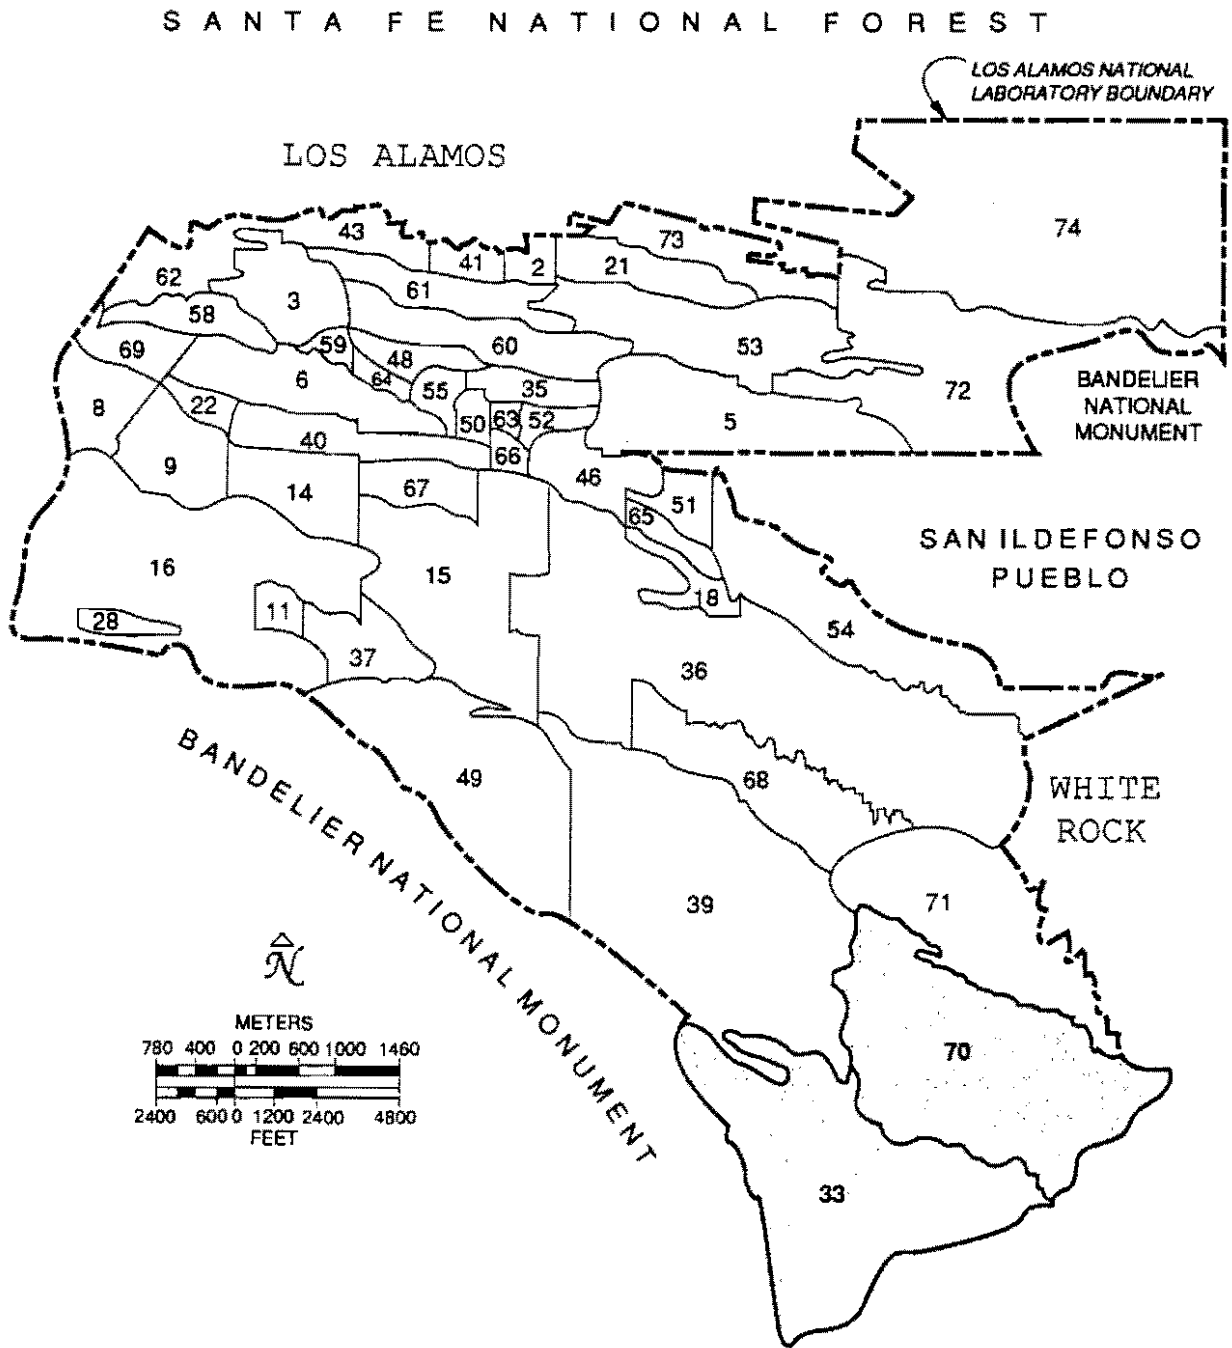 SANTA FE NATIONAL FOREST
LOS ALAMOS NATIONAL
LABORATORY BOUNDARY
LOS ALAMOS
74
43
73
41
2
21
62
61
3
58
59
60
53
69
48
6
64
55
35
72
BANDELIER
NATIONAL
MONUMENT
8
22
50
63
52
5
40
66
9
46
14
67
51
65
SAN ILDEFONSO
PUEBLO
16
15
18
11
28
54
37
36
BANDELIER NATIONAL MONUMENT
49
68
WHITE
ROCK
39
71
N
METERS
780 400 0 200 600 1000 1460
2400 600 0 1200 2400 4800
FEET
70
33